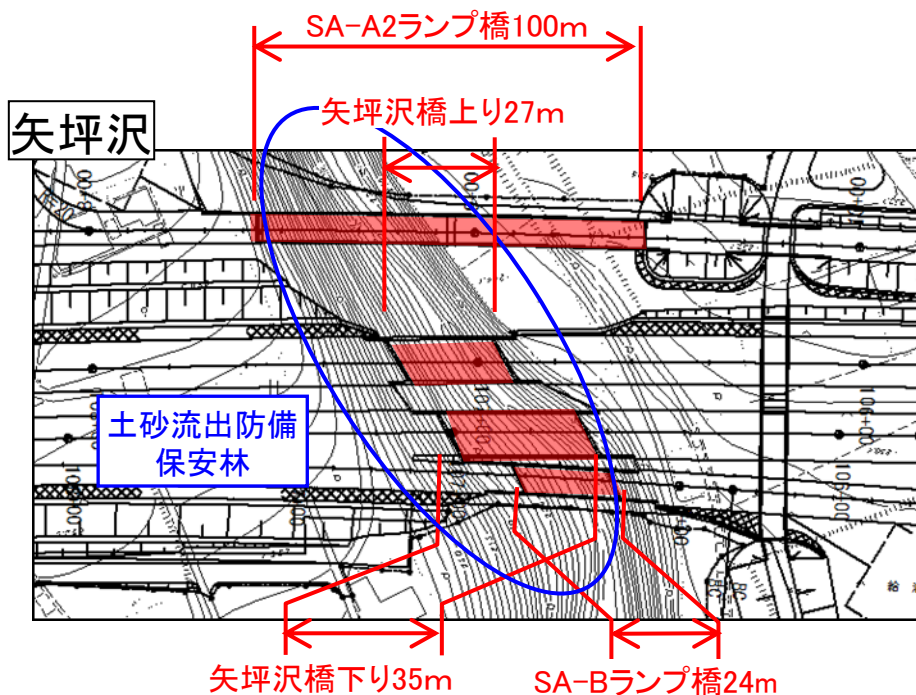 SA-A2ランプ橋100m
矢坪沢橋上り27m
矢坪沢
土砂流出防備
保安林
106+00
矢坪沢橋下り35m
SA-Bランプ橋24m